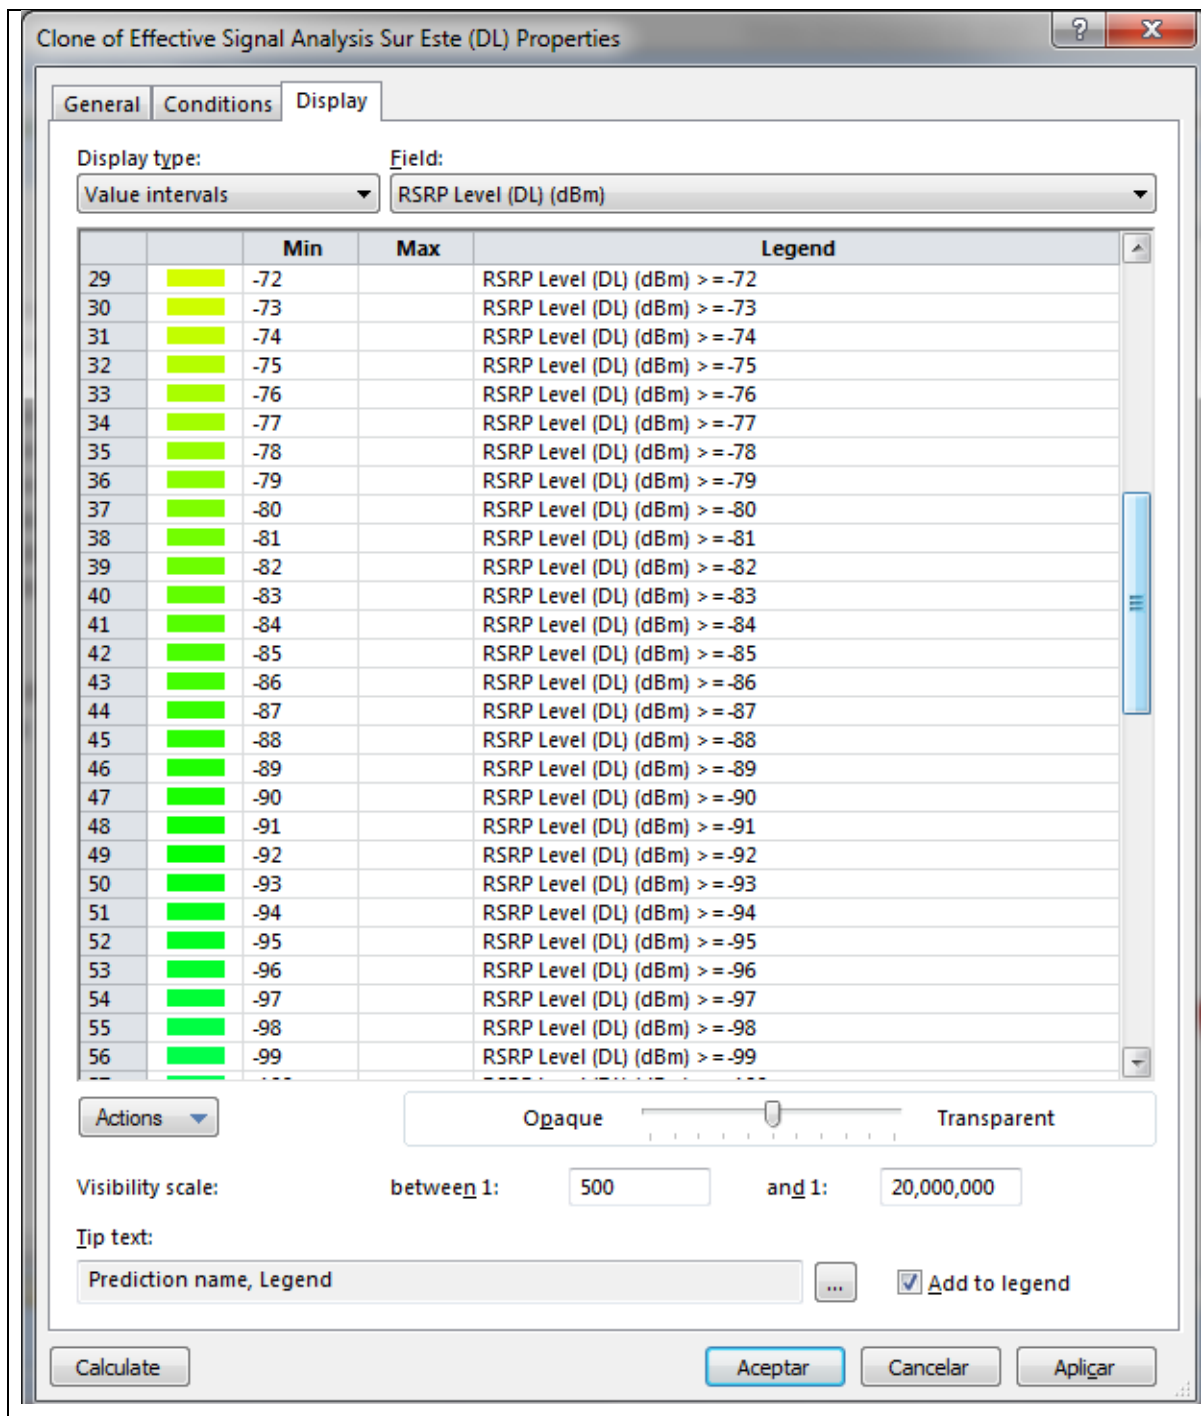 Clone of Effective Signal Analysis Sur Este (DL) Properties
General Conditions Display
Display type: Field:
Value intervals RSRP Level (DL) (dBm)
Min Max Legend
29 -72 RSRP Level (DL) (dBm) >=-72
30 -73 RSRP Level (DL) (dBm) >=-73
31 -74 RSRP Level (DL) (dBm) >=-74
32 -75 RSRP Level (DL) (dBm) >=-75
33 -76 RSRP Level (DL) (dBm) >=-76
34 -77 RSRP Level (DL) (dBm) >=-77
35 -78 RSRP Level (DL) (dBm) >=-78
36 -79 RSRP Level (DL) (dBm) >=-79
37 -80 RSRP Level (DL) (dBm) >=-80
38 -81 RSRP Level (DL) (dBm) >=-81
39 -82 RSRP Level (DL) (dBm) >=-82
40 -83 RSRP Level (DL) (dBm) >=-83
41 -84 RSRP Level (DL) (dBm) >=-84
42 -85 RSRP Level (DL) (dBm) >=-85
43 -86 RSRP Level (DL) (dBm) >=-86
44 -87 RSRP Level (DL) (dBm) >=-87
45 -88 RSRP Level (DL) (dBm) >=-88
46 -89 RSRP Level (DL) (dBm) >=-89
47 -90 RSRP Level (DL) (dBm) >=-90
48 -91 RSRP Level (DL) (dBm) >=-91
49 -92 RSRP Level (DL) (dBm) >=-92
50 -93 RSRP Level (DL) (dBm) >=-93
51 -94 RSRP Level (DL) (dBm) >=-94
52 -95 RSRP Level (DL) (dBm) >=-95
53 -96 RSRP Level (DL) (dBm) >=-96
54 -97 RSRP Level (DL) (dBm) >=-97
55 -98 RSRP Level (DL) (dBm) >=-98
56 -99 RSRP Level (DL) (dBm) >=-99
Actions Opaque Transparent
Visibility scale: between 1: 500 and 1: 20,000,000
Tip text:
Prediction name, Legend ... Add to legend
Calculate Aceptar Cancelar Aplicar